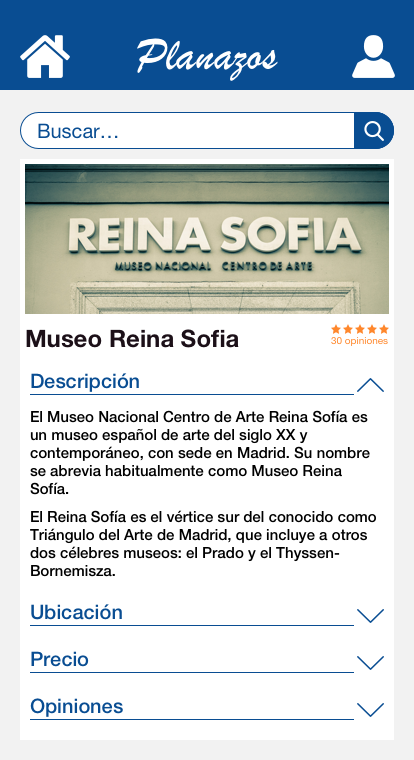 Planazos
Buscar...
REINA SOFIA
MUSEO NACIONAL CENTRO DE ARTE
Museo Reina Sofia
30 opiniones
Descripción
El Museo Nacional Centro de Arte Reina Sofía es
un museo español de arte del siglo XX y
contemporáneo, con sede en Madrid. Su nombre
se abrevia habitualmente como Museo Reina
Sofía.
El Reina Sofía es el vértice sur del conocido como
Triángulo del Arte de Madrid, que incluye a otros
dos célebres museos: el Prado y el Thyssen-
Bornemisza.
Ubicación
Precio
Opiniones